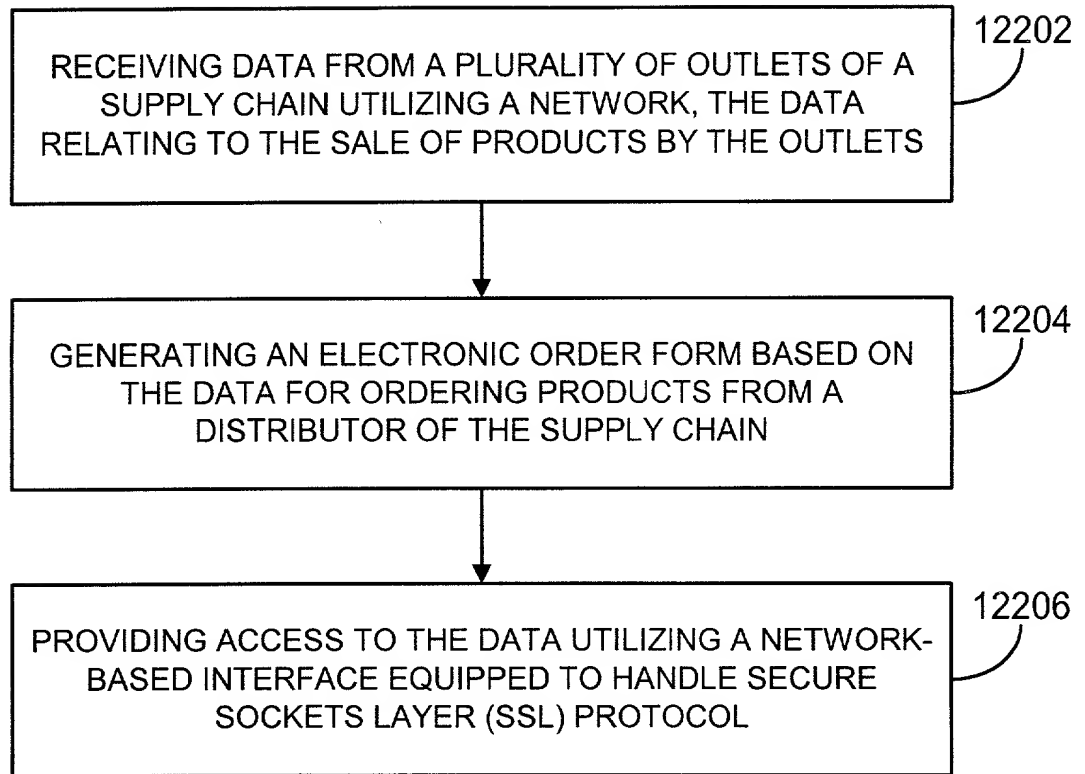 12202
RECEIVING DATA FROM A PLURALITY OF OUTLETS OF A
SUPPLY CHAIN UTILIZING A NETWORK, THE DATA
RELATING TO THE SALE OF PRODUCTS BY THE OUTLETS
12204
GENERATING AN ELECTRONIC ORDER FORM BASED ON
THE DATA FOR ORDERING PRODUCTS FROM A
DISTRIBUTOR OF THE SUPPLY CHAIN
12206
PROVIDING ACCESS TO THE DATA UTILIZING A NETWORK-
BASED INTERFACE EQUIPPED TO HANDLE SECURE
SOCKETS LAYER (SSL) PROTOCOL